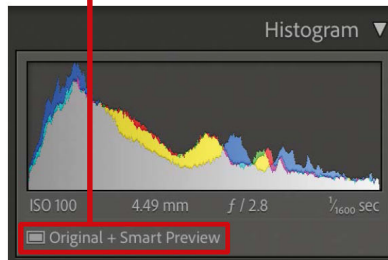 Histogram
ISO 100 4.49 mm ƒ / 2.8 1/1600 sec
Original + Smart Preview